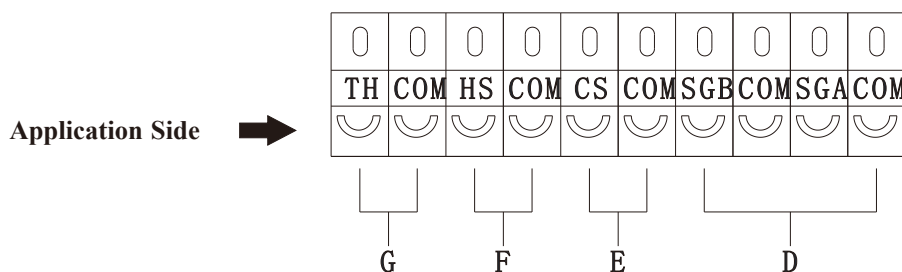 TH COM HS COM CS COM SGB COM SGA COM
Application Side
G F E D